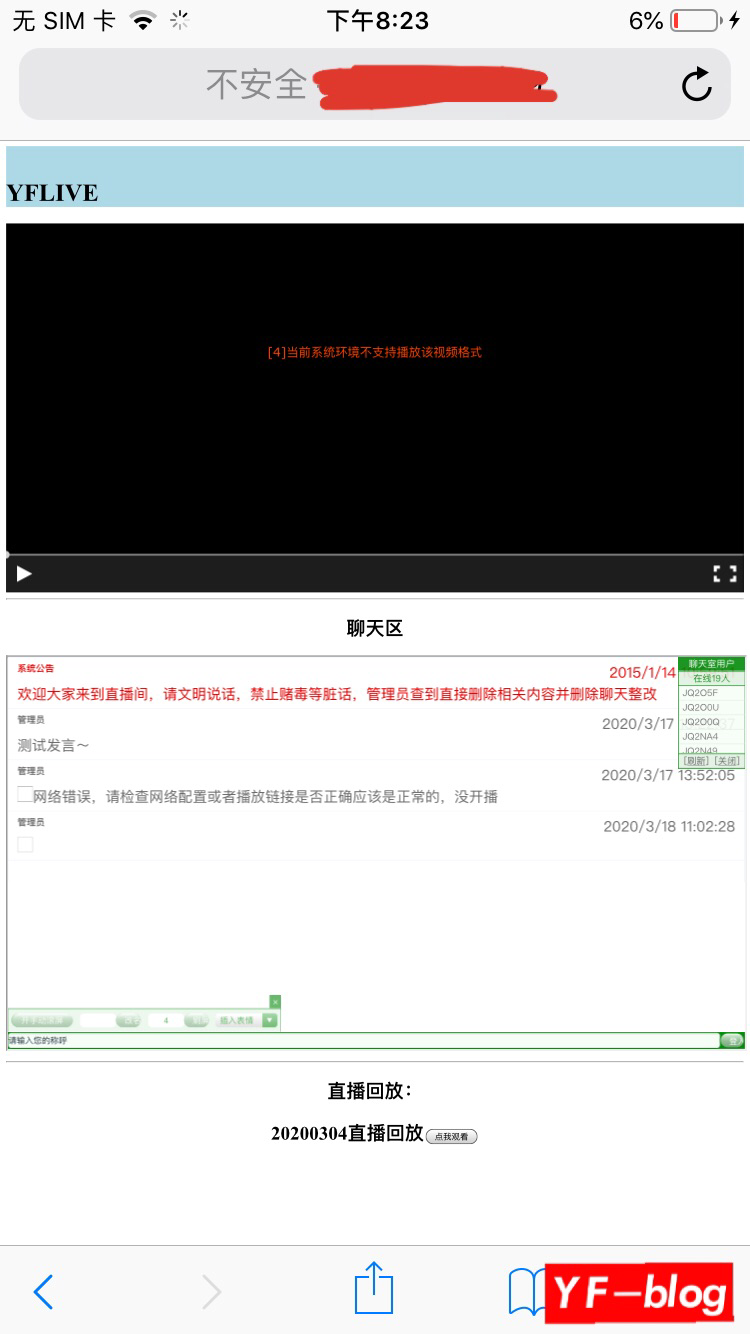 无 SIM 卡
下午8:23
6%
不安全
YFLIVE
[4]当前系统环境不支持播放该视频格式
聊天区
系统公告
2015/1/14
欢迎大家来到直播间，请文明说话，禁止赌毒等脏话，管理员查到直接删除相关内容并删除聊天整改
管理员
2020/3/17
测试发言～
管理员
2020/3/17 13:52:05
网络错误，请检查网络配置或者播放链接是否正确应该是正常的，没开播
管理员
2020/3/18 11:02:28
聊天室用户
在线19人
JQ2O5F
JQ2O0U
JQ2O0Q
JQ2NA4
JQ2N49
[刷新] [关闭]
4
插入表情
请输入您的称呼
登
直播回放：
20200304直播回放
点我观看
YF-blog